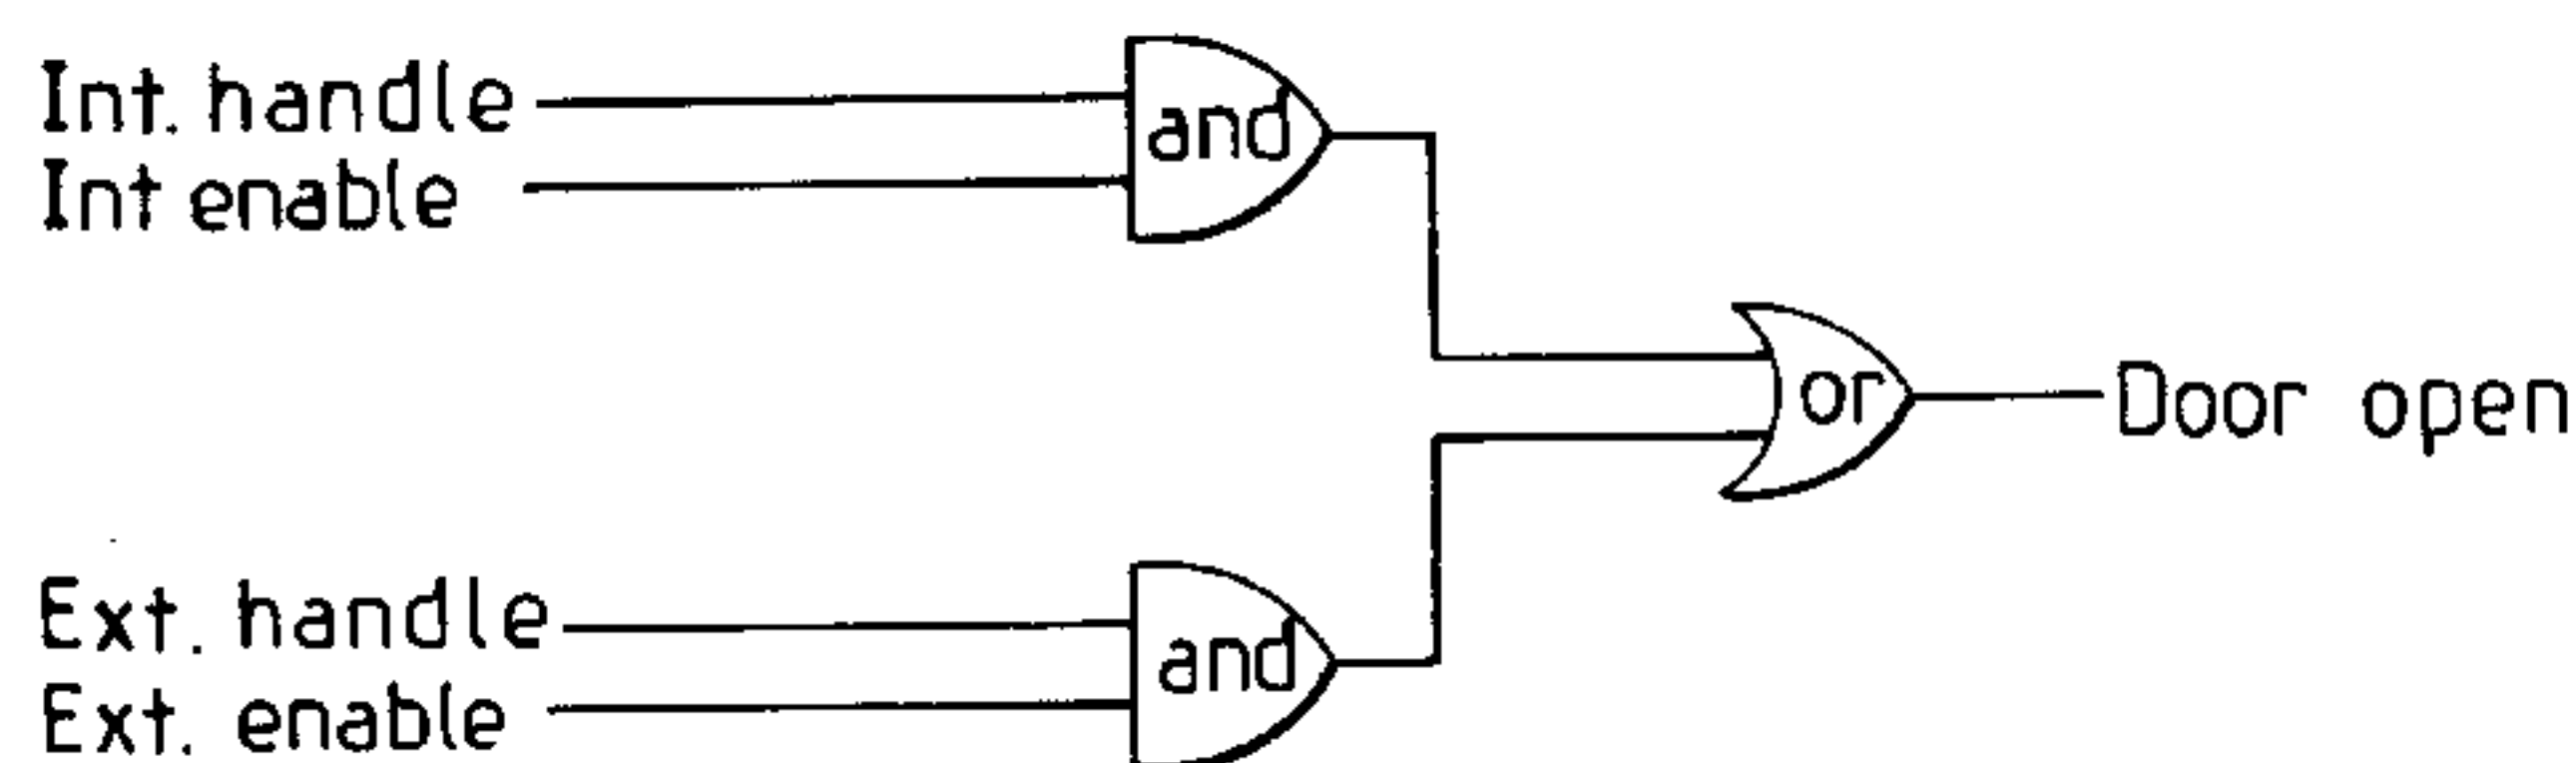 Int. handle
Int enable
and
or
Door open
Ext. handle
Ext. enable
and